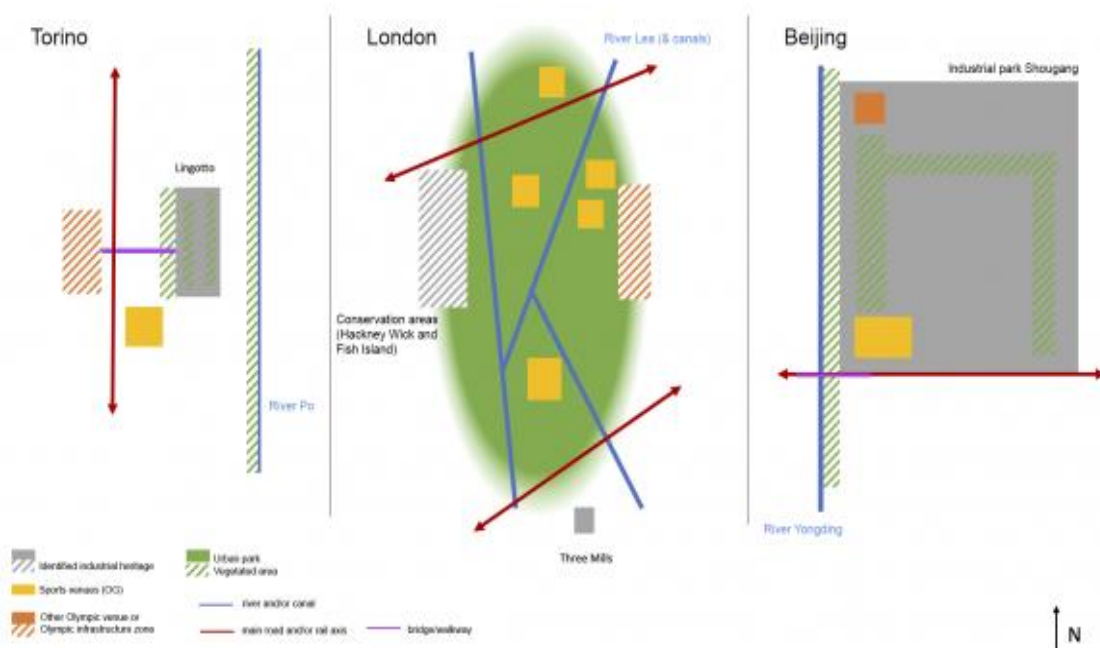 Torino
London
River Lea (& canals)
Beijing
Industrial park Shougang
Lingotto
Conservation areas
(Hackney Wick and
Fish Island)
River Po
River Yongding
Three Mills
Identified industrial heritage
Sports venues (OG)
Other Olympic venue or
Olympic infrastructure zone
Urban park
Vegetated area
river and/or canal
main road and/or rail axis
bridge/walkway
N